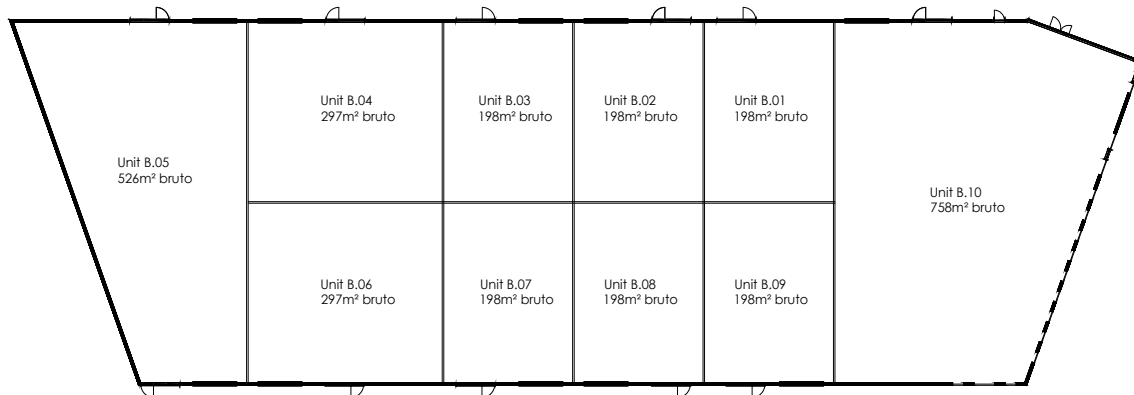 Unit B.04
297m² bruto
Unit B.03
198m² bruto
Unit B.02
198m² bruto
Unit B.01
198m² bruto
Unit B.05
526m² bruto
Unit B.10
758m² bruto
Unit B.06
297m² bruto
Unit B.07
198m² bruto
Unit B.08
198m² bruto
Unit B.09
198m² bruto